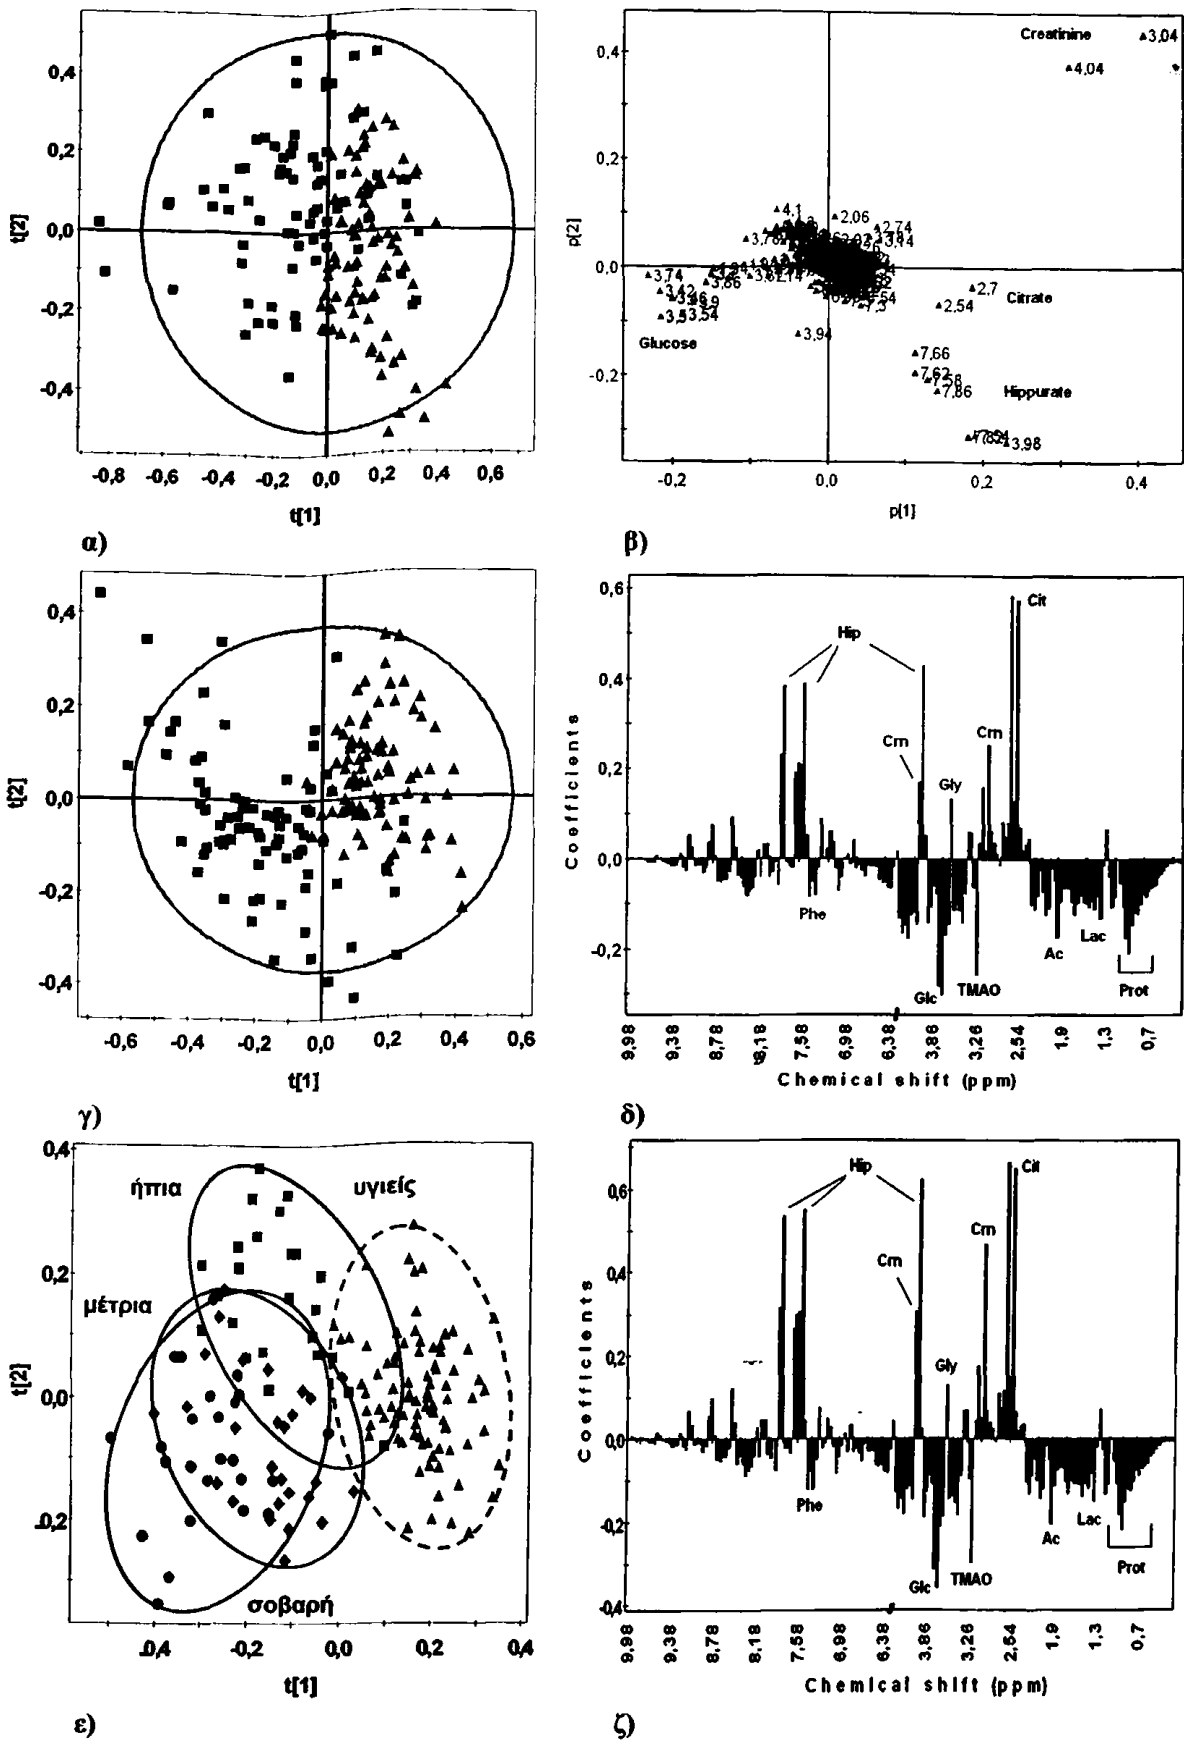 0,4
0,2
0,0
-0,2
-0,4
t[2]
-0,8 -0,6 -0,4 -0,2 0,0 0,2 0,4 0,6
t[1]
α)
0,4
0,2
0,0
-0,2
p[2]
Creatinine
3,04
4,04
4,1
2,06
2,74
3,14
3,78
3,74
3,42
3,86
2,7
Citrate
2,54
3,54
Glucose
3,94
7,66
7,62
7,58
7,86
Hippurate
3,98
-0,2 0,0 0,2 0,4
p[1]
β)
0,4
0,2
0,0
-0,2
-0,4
t[2]
-0,6 -0,4 -0,2 0,0 0,2 0,4 0,6
t[1]
γ)
0,6
0,4
0,2
0,0
-0,2
Coefficients
Hip
Cit
Crn
Crn
Gly
Phe
Glc
TMAO
Ac
Lac
Prot
9,98 9,38 8,78 8,18 7,58 6,98 6,38 3,86 3,26 2,54 1,9 1,3 0,7
Chemical shift (ppm)
δ)
0,4
0,2
0,0
-0,2
t[2]
ήπια
υγιείς
μέτρια
σοβαρή
-0,4 -0,2 0,0 0,2 0,4
t[1]
ε)
0,6
0,4
0,2
0,0
-0,2
-0,4
Coefficients
Hip
Cit
Crn
Crn
Gly
Phe
Glc
TMAO
Ac
Lac
Prot
9,98 9,38 8,78 8,18 7,58 6,98 6,38 3,86 3,26 2,54 1,9 1,3 0,7
Chemical shift (ppm)
ζ)